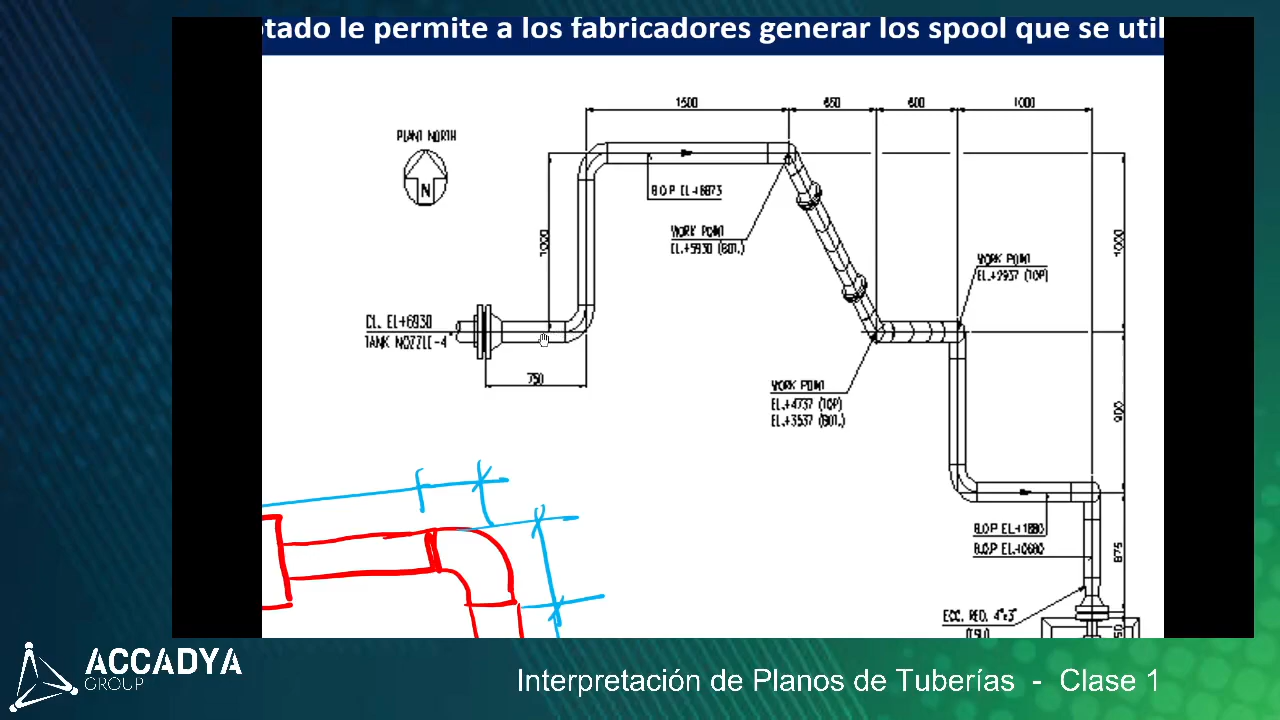 otado le permite a los fabricadores generar los spool que se util
1500
650
600
1000
PLANT NORTH
N
B.O.P EL+6873
WORK POINT
EL.+5930 (BOT.)
1000
1000
WORK POINT
EL.+2937 (TOP)
CL. EL+6930
TANK NOZZLE-4"
750
WORK POINT
EL.+4737 (TOP)
EL.+3537 (BOT.)
900
B.O.P EL+1880
B.O.P EL+0680
875
ECC. RED. 4"x3"
50
ACCADYA
GROUP
Interpretación de Planos de Tuberías - Clase 1